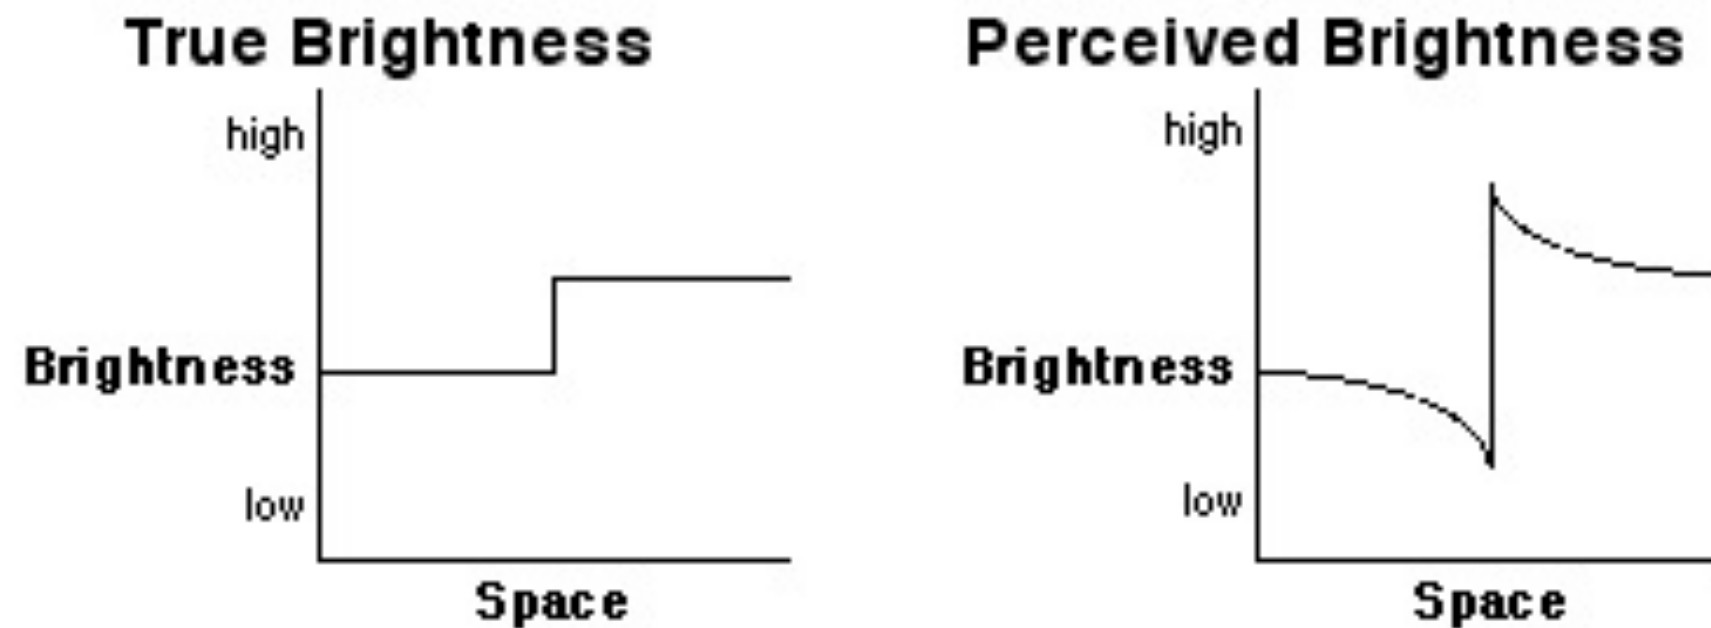 True Brightness
high
Brightness
low
Space
Perceived Brightness
high
Brightness
low
Space